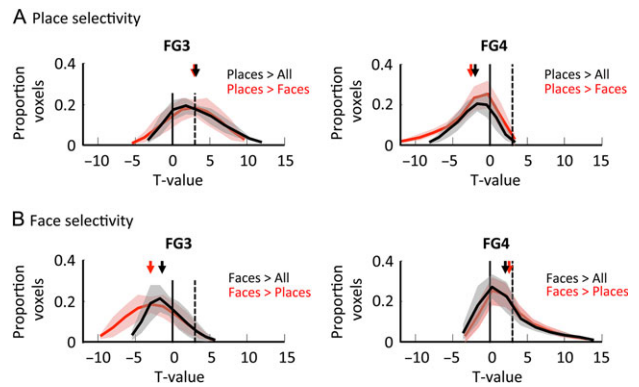 A Place selectivity
FG3
FG4
Proportion
voxels
0.4
0.2
0
Places > All
Places > Faces
−10 −5 0 5 10 15
T-value
Proportion
voxels
0.4
0.2
0
Places > All
Places > Faces
−10 −5 0 5 10 15
T-value
B Face selectivity
FG3
FG4
Proportion
voxels
0.4
0.2
0
Faces > All
Faces > Places
−10 −5 0 5 10 15
T-value
Proportion
voxels
0.4
0.2
0
Faces > All
Faces > Places
−10 −5 0 5 10 15
T-value